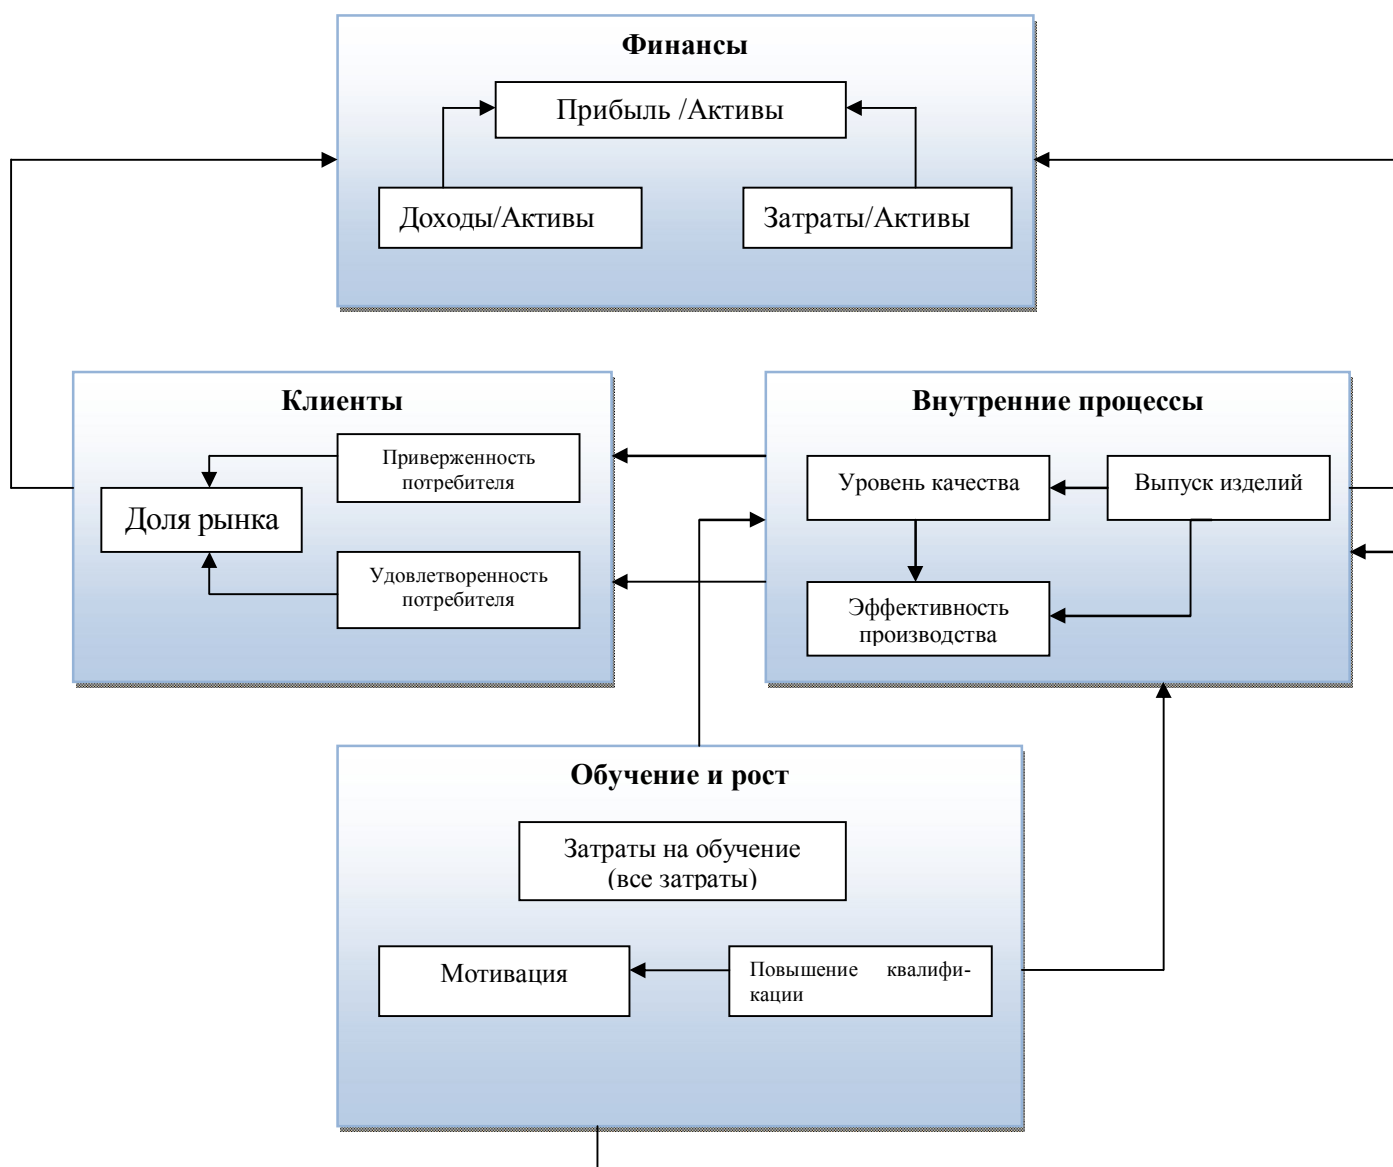 Финансы
Прибыль /Активы
Доходы/Активы
Затраты/Активы
Клиенты
Приверженность
потребителя
Доля рынка
Удовлетворенность
потребителя
Внутренние процессы
Уровень качества
Выпуск изделий
Эффективность
производства
Обучение и рост
Затраты на обучение
(все затраты)
Мотивация
Повышение квалифи-
кации